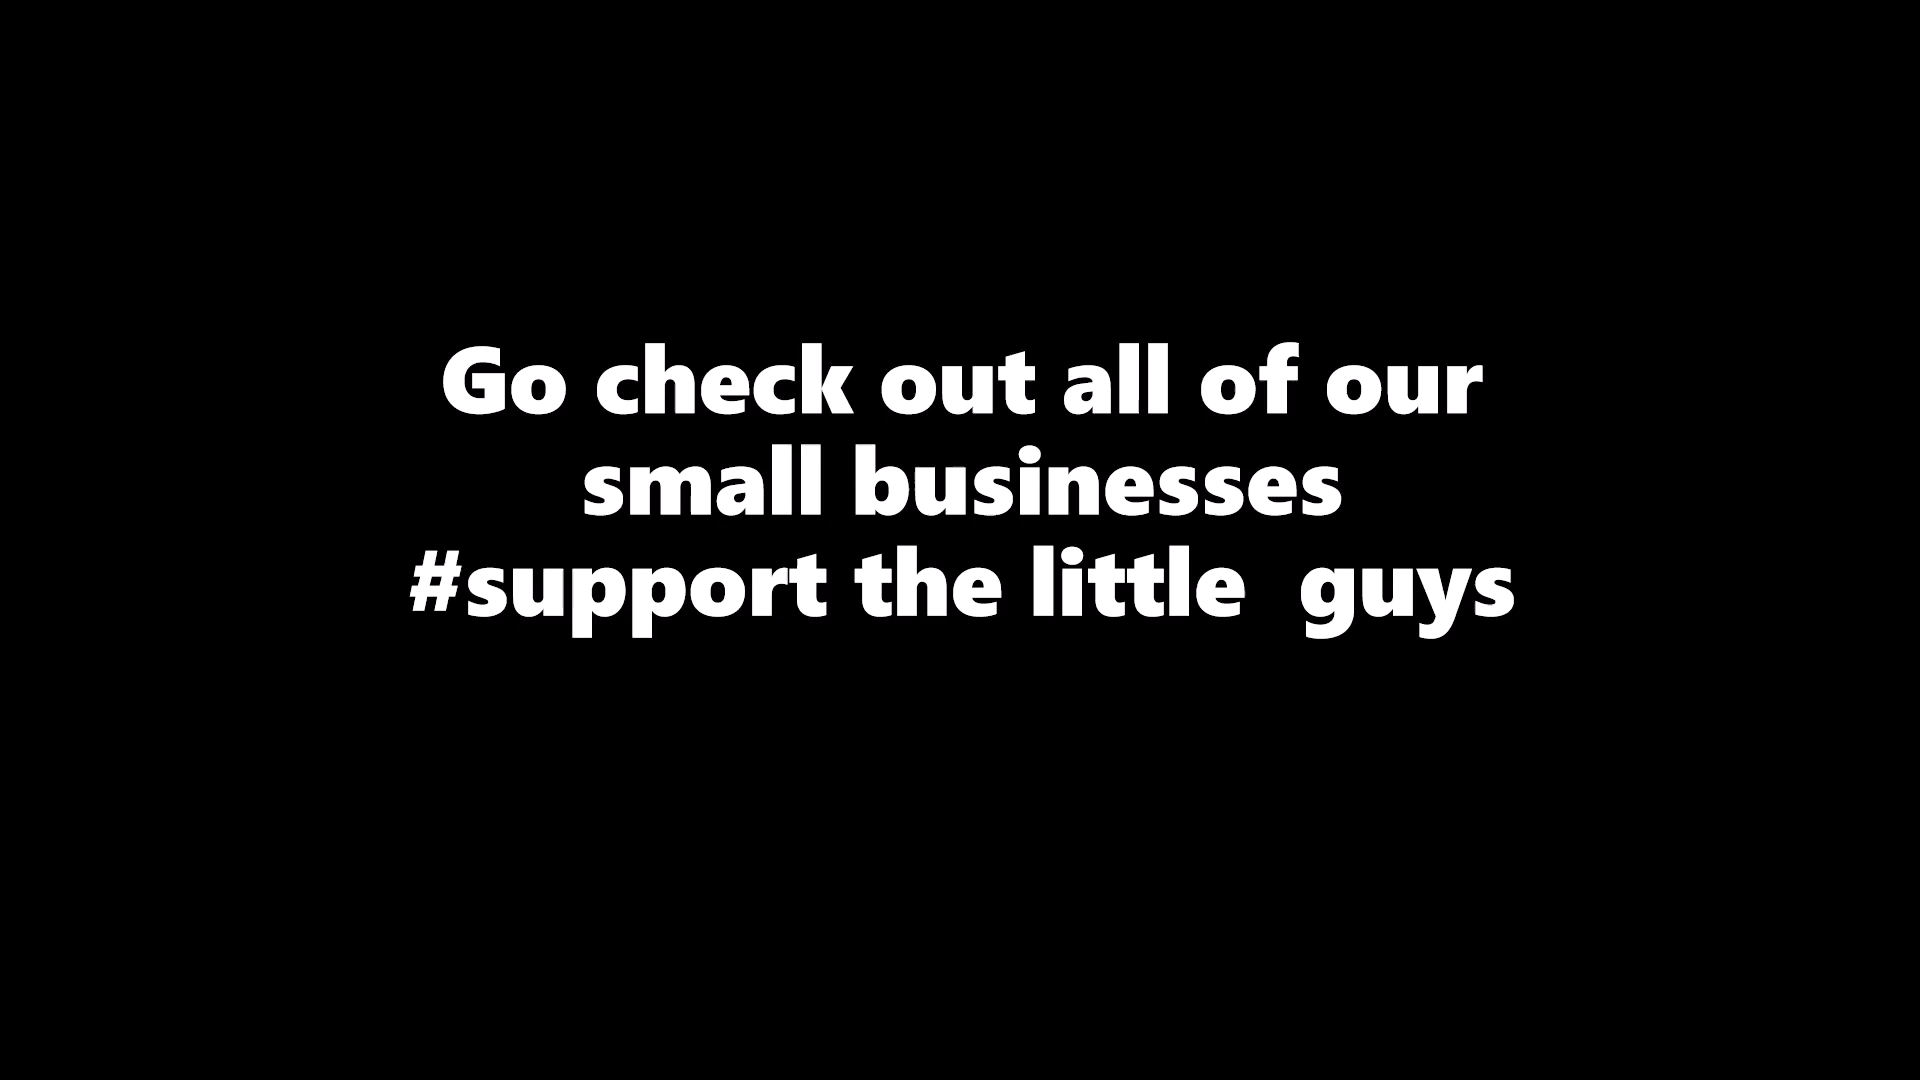 Go check out all of our
small businesses
#support the little  guys